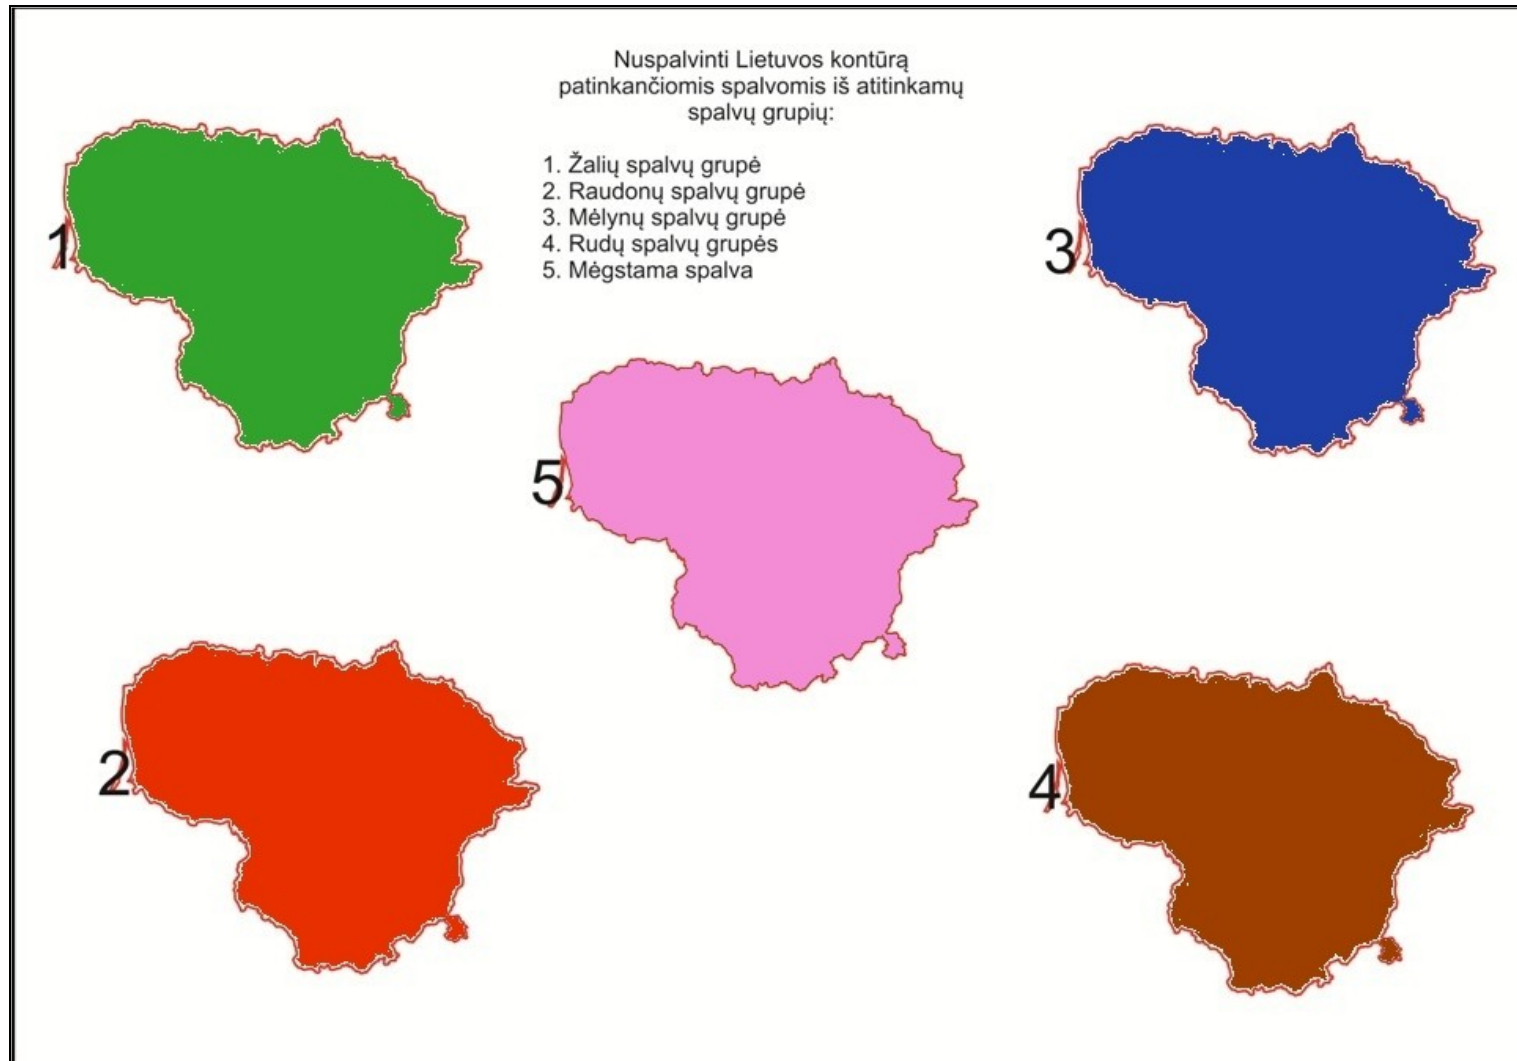 Nuspalvinti Lietuvos kontūrą
patinkančiomis spalvomis iš atitinkamų
spalvų grupių:
1. Žalių spalvų grupė
2. Raudonų spalvų grupė
3. Mėlynų spalvų grupė
4. Rudų spalvų grupės
5. Mėgstama spalva
1
3
5
2
4